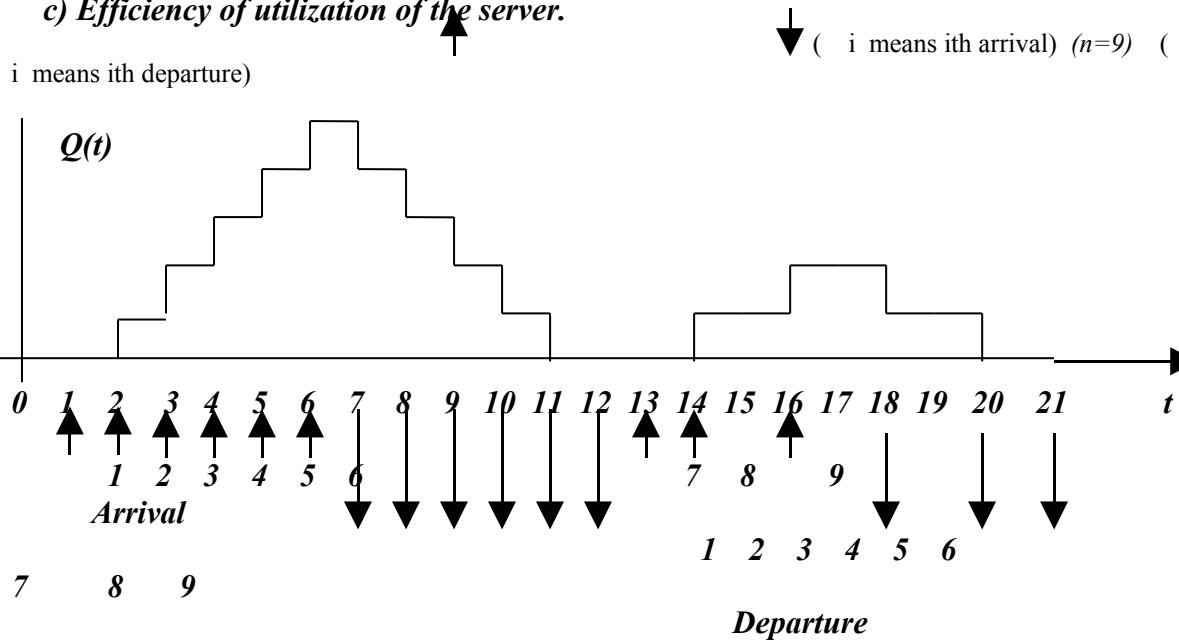 c) Efficiency of utilization of the server.
( i means ith arrival) (n=9) (
i means ith departure)
Q(t)
0 1 2 3 4 5 6 7 8 9 10 11 12 13 14 15 16 17 18 19 20 21 t
1 2 3 4 5 6 7 8 9
Arrival
1 2 3 4 5 6
7 8 9
Departure